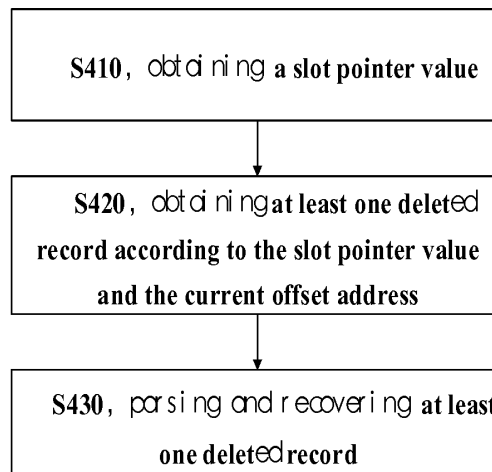 S410, obtaining a slot pointer value
S420, obtaining at least one deleted
record according to the slot pointer value
and the current offset address
S430, parsing and recovering at least
one deleted record